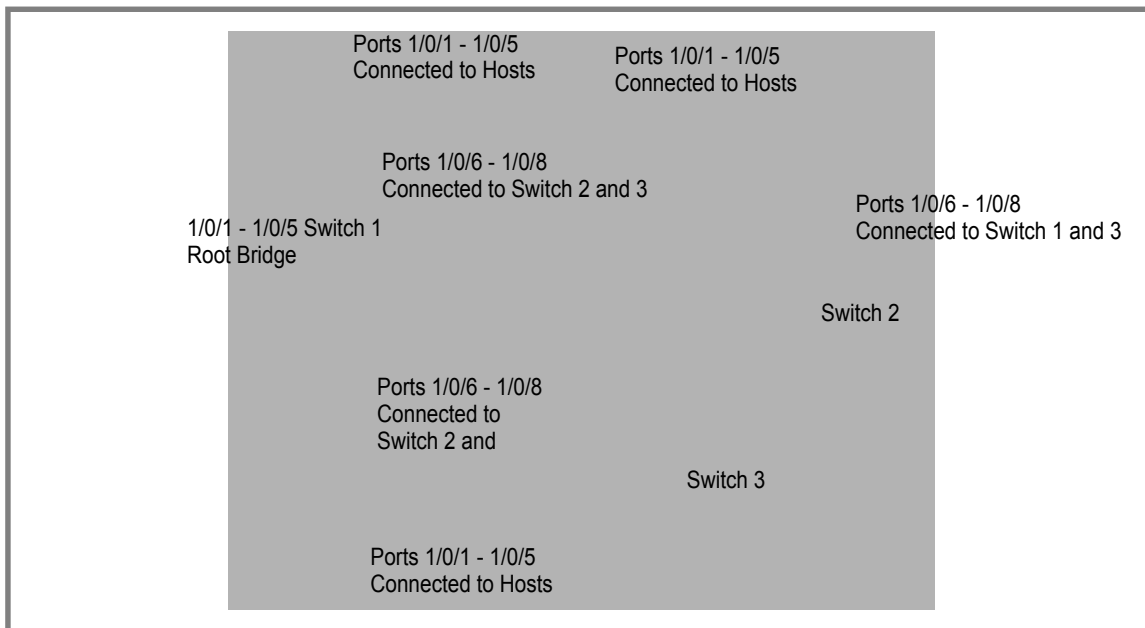 Ports 1/0/1 - 1/0/5
Connected to Hosts
Ports 1/0/1 - 1/0/5
Connected to Hosts
Ports 1/0/6 - 1/0/8
Connected to Switch 2 and 3
Ports 1/0/6 - 1/0/8
Connected to Switch 1 and 3
1/0/1 - 1/0/5 Switch 1
Root Bridge
Switch 2
Ports 1/0/6 - 1/0/8
Connected to
Switch 2 and
Switch 3
Ports 1/0/1 - 1/0/5
Connected to Hosts